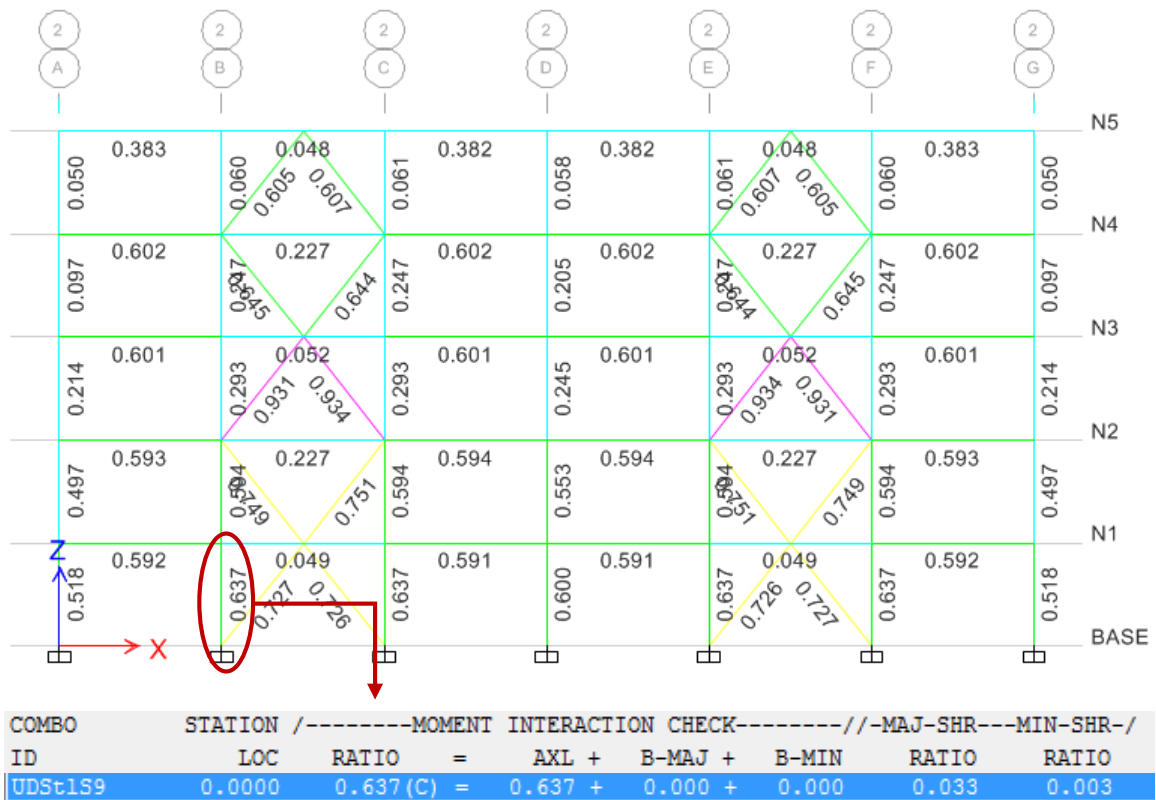 2 2 2 2 2 2 2
A B C D E F G
N5
0.383 0.048 0.382 0.382 0.048 0.383
0.050 0.060 0.605 0.607 0.061 0.058 0.061 0.607 0.605 0.060 0.050
N4
0.602 0.227 0.602 0.602 0.227 0.602
0.097 0.247 0.645 0.644 0.247 0.205 0.247 0.644 0.645 0.247 0.097
N3
0.601 0.052 0.601 0.601 0.052 0.601
0.214 0.293 0.931 0.934 0.293 0.245 0.293 0.934 0.931 0.293 0.214
N2
0.593 0.227 0.594 0.594 0.227 0.593
0.497 0.594 0.749 0.751 0.594 0.553 0.594 0.751 0.749 0.594 0.497
N1
Z 0.592 0.049 0.591 0.591 0.049 0.592
0.518 0.637 0.727 0.726 0.637 0.600 0.637 0.726 0.727 0.637 0.518
X BASE
COMBO STATION /--------MOMENT INTERACTION CHECK--------//-MAJ-SHR---MIN-SHR-/
ID LOC RATIO = AXL + B-MAJ + B-MIN RATIO RATIO
UDStlS9 0.0000 0.637(C) = 0.637 + 0.000 + 0.000 0.033 0.003